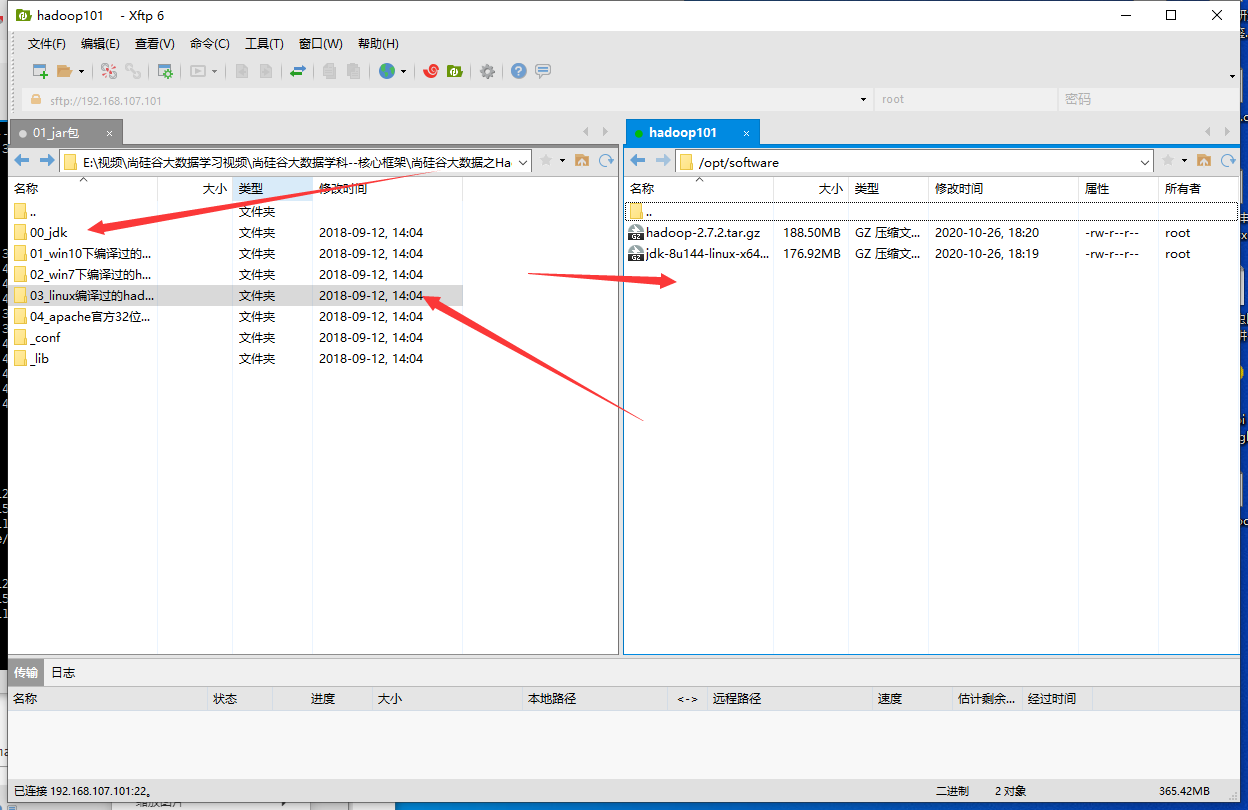 hadoop101 - Xftp 6
文件(F) 编辑(E) 查看(V) 命令(C) 工具(T) 窗口(W) 帮助(H)
sftp://192.168.107.101 root 密码
01_jar包 ×
E:\视频\尚硅谷大数据学习视频\尚硅谷大数据学科--核心框架\尚硅谷大数据之Ha
名称 大小 类型 修改时间
.. 文件夹
00_jdk 文件夹 2018-09-12, 14:04
01_win10下编译过的... 文件夹 2018-09-12, 14:04
02_win7下编译过的h... 文件夹 2018-09-12, 14:04
03_linux编译过的had... 文件夹 2018-09-12, 14:04
04_apache官方32位... 文件夹 2018-09-12, 14:04
_conf 文件夹 2018-09-12, 14:04
_lib 文件夹 2018-09-12, 14:04
hadoop101 ×
/opt/software
名称 大小 类型 修改时间 属性 所有者
..
hadoop-2.7.2.tar.gz 188.50MB GZ 压缩文... 2020-10-26, 18:20 -rw-r--r-- root
jdk-8u144-linux-x64... 176.92MB GZ 压缩文... 2020-10-26, 18:19 -rw-r--r-- root
传输 日志
名称 状态 进度 大小 本地路径 <-> 远程路径 速度 估计剩余... 经过时间
已连接 192.168.107.101:22。 二进制 2 对象 365.42MB